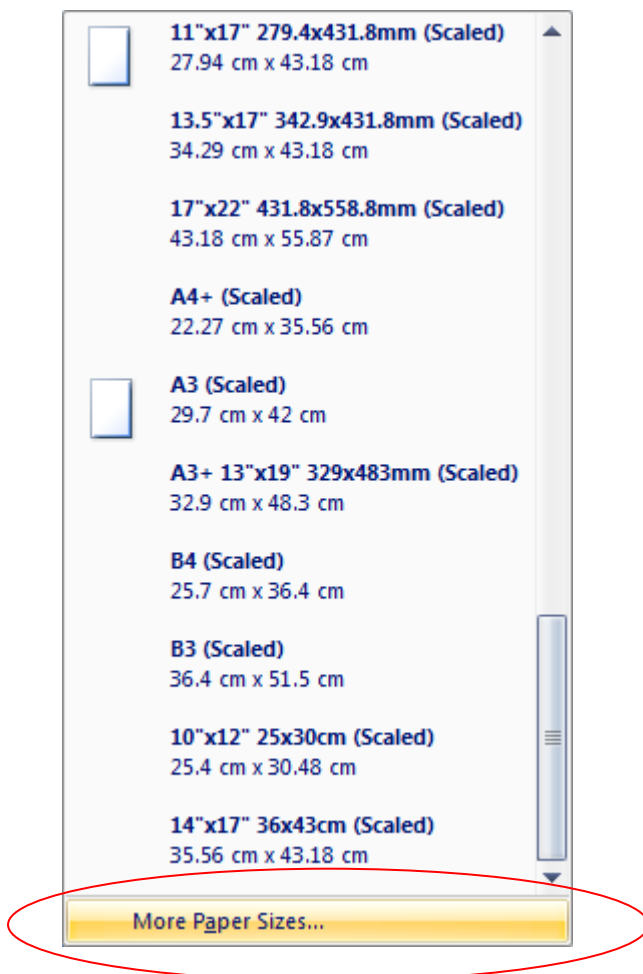 11"x17" 279.4x431.8mm (Scaled)
27.94 cm x 43.18 cm
13.5"x17" 342.9x431.8mm (Scaled)
34.29 cm x 43.18 cm
17"x22" 431.8x558.8mm (Scaled)
43.18 cm x 55.87 cm
A4+ (Scaled)
22.27 cm x 35.56 cm
A3 (Scaled)
29.7 cm x 42 cm
A3+ 13"x19" 329x483mm (Scaled)
32.9 cm x 48.3 cm
B4 (Scaled)
25.7 cm x 36.4 cm
B3 (Scaled)
36.4 cm x 51.5 cm
10"x12" 25x30cm (Scaled)
25.4 cm x 30.48 cm
14"x17" 36x43cm (Scaled)
35.56 cm x 43.18 cm
More Paper Sizes...